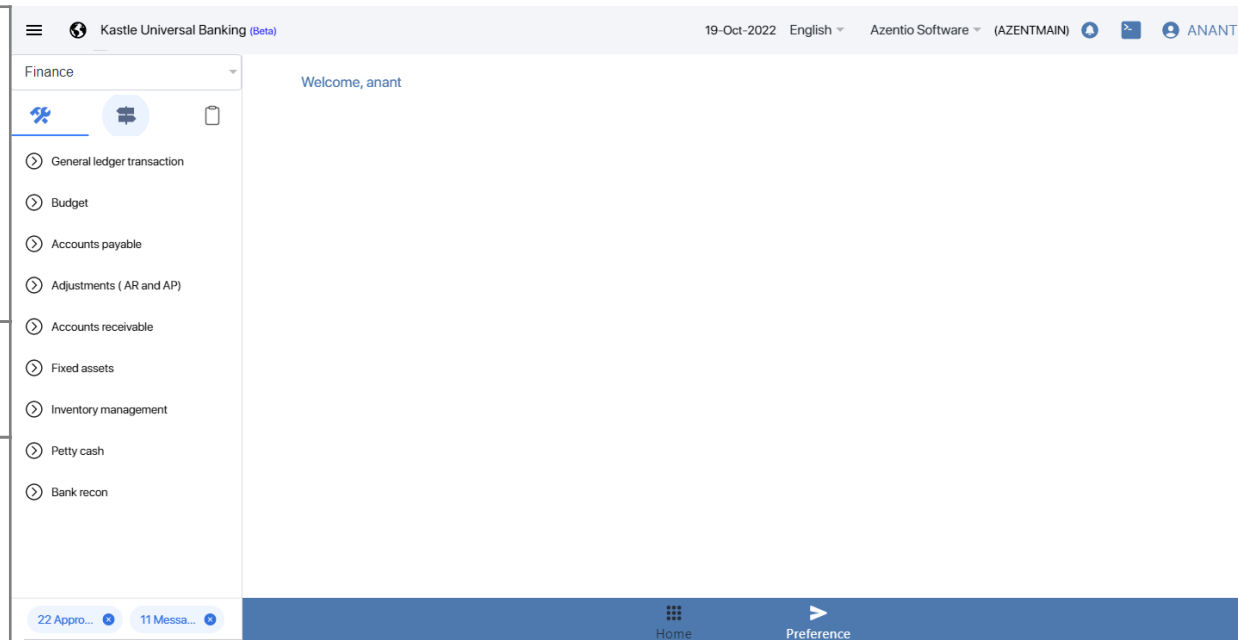 Kastle Universal Banking (Beta) 19-Oct-2022 English Azentio Software (AZENTMAIN) ANANT
Finance
Welcome, anant
General ledger transaction
Budget
Accounts payable
Adjustments ( AR and AP)
Accounts receivable
Fixed assets
Inventory management
Petty cash
Bank recon
22 Appro... 11 Messa...
Home Preference